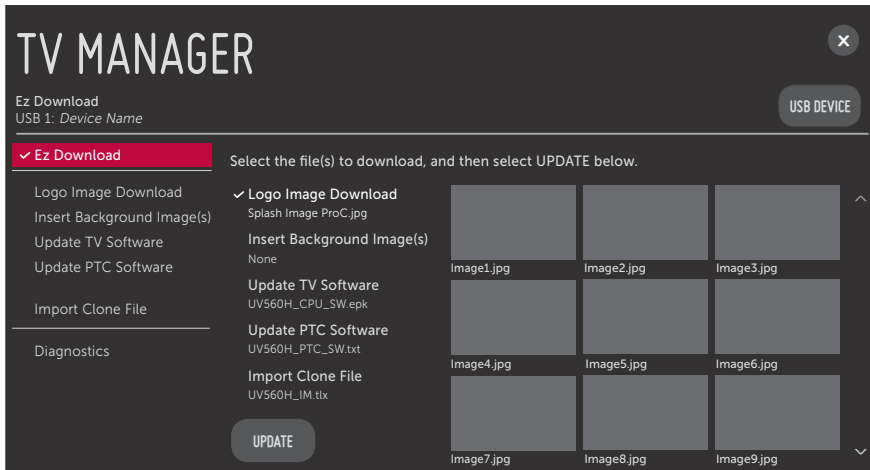 TV MANAGER
X
Ez Download
USB 1: Device Name
USB DEVICE
Ez Download
Logo Image Download
Insert Background Image(s)
Update TV Software
Update PTC Software
Import Clone File
Diagnostics
Select the file(s) to download, and then select UPDATE below.
Logo Image Download
Splash Image ProC.jpg
Insert Background Image(s)
None
Update TV Software
UV560H_CPU_SW.epk
Update PTC Software
UV560H_PTC_SW.txt
Import Clone File
UV560H_IM.tlx
UPDATE
Image1.jpg
Image2.jpg
Image3.jpg
Image4.jpg
Image5.jpg
Image6.jpg
Image7.jpg
Image8.jpg
Image9.jpg